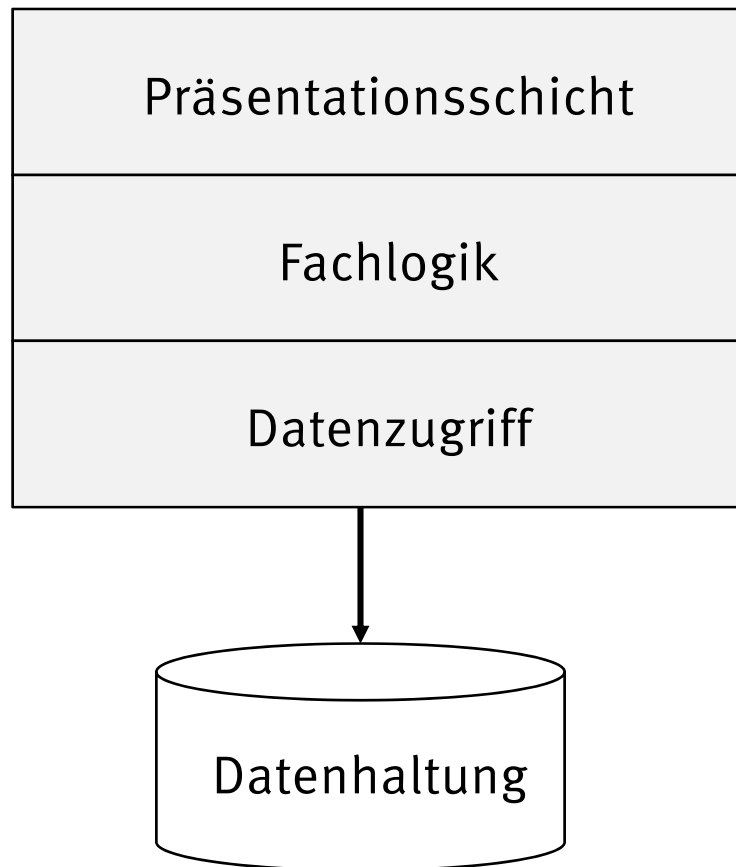 Präsentationsschicht
Fachlogik
Datenzugriff
Datenhaltung